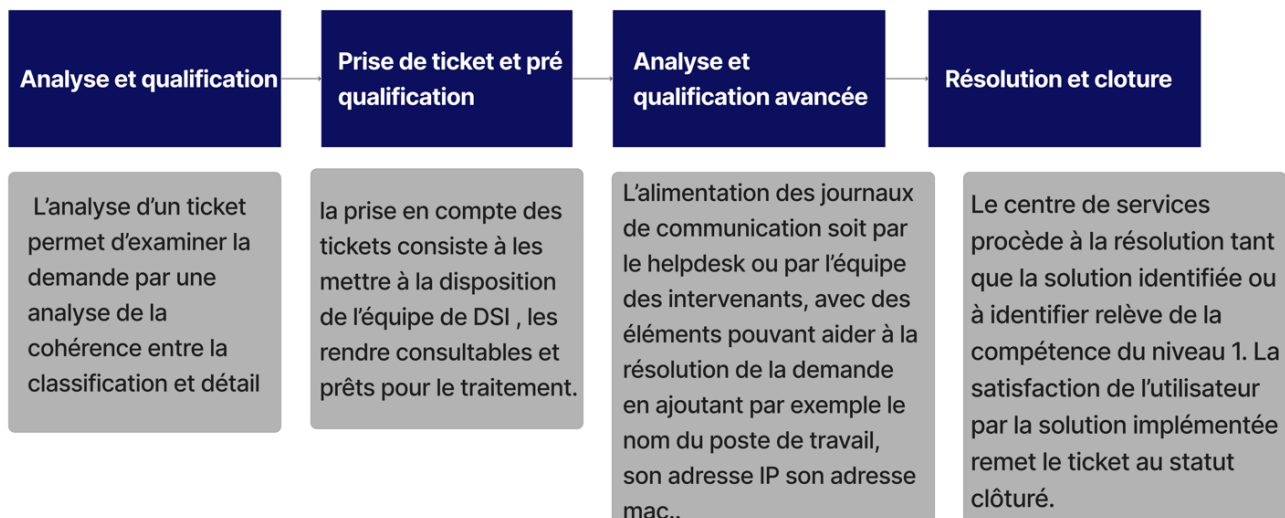 Analyse et qualification
Prise de ticket et pré
qualification
Analyse et
qualification avancée
Résolution et cloture
L’analyse d’un ticket
permet d’examiner la
demande par une
analyse de la
cohérence entre la
classification et détail
la prise en compte des
tickets consiste à les
mettre à la disposition
de l’équipe de DSI , les
rendre consultables et
prêts pour le traitement.
L’alimentation des journaux
de communication soit par
le helpdesk ou par l’équipe
des intervenants, avec des
éléments pouvant aider à la
résolution de la demande
en ajoutant par exemple le
nom du poste de travail,
son adresse IP son adresse
mac..
Le centre de services
procède à la résolution tant
que la solution identifiée ou
à identifier relève de la
compétence du niveau 1. La
satisfaction de l’utilisateur
par la solution implémentée
remet le ticket au statut
clôturé.